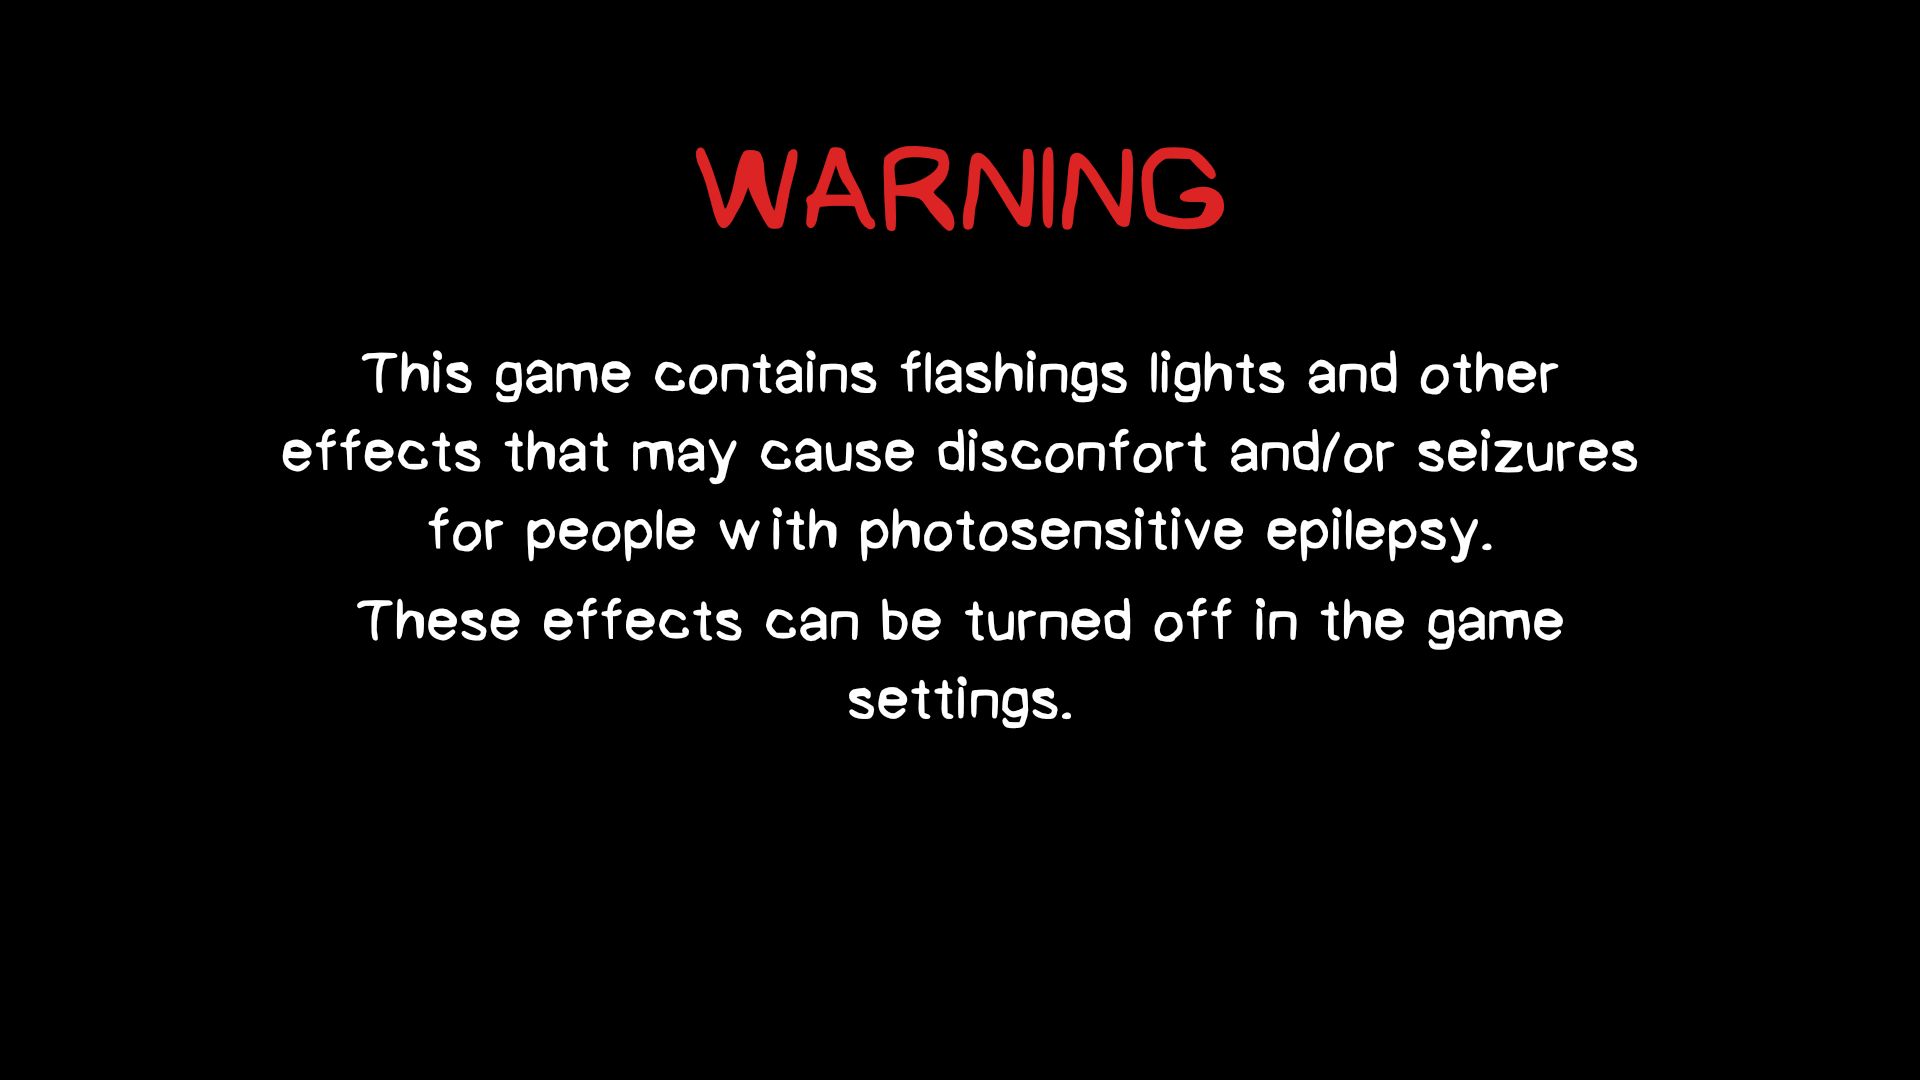 WARNING
This game contains flashings lights and other
effects that may cause disconfort and/or seizures
for people with photosensitive epilepsy.
These effects can be turned off in the game
settings.